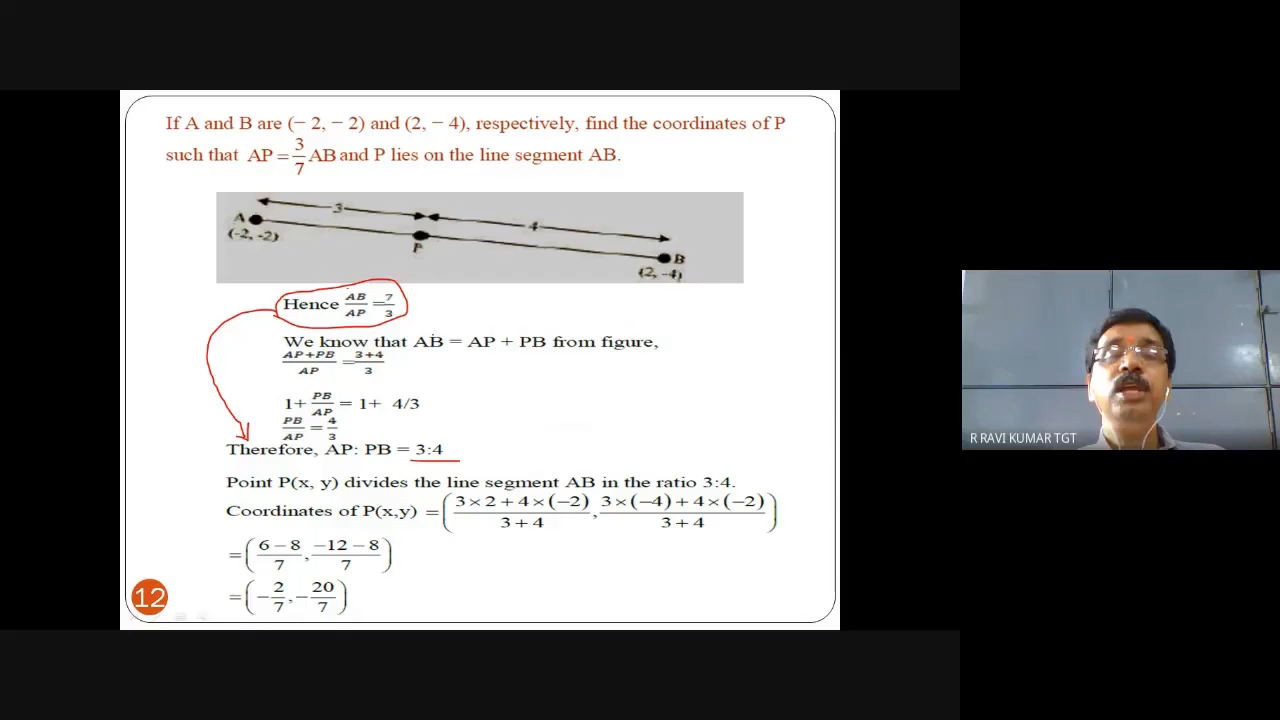 If A and B are (− 2, − 2) and (2, − 4), respectively, find the coordinates of P
such that AP = 3/7 AB and P lies on the line segment AB.
3
4
A
(-2, -2)
P
B
(2, -4)
Hence AB/AP = 7/3
We know that AB = AP + PB from figure,
AP+PB/AP = 3+4/3
1+ PB/AP = 1+ 4/3
PB/AP = 4/3
Therefore, AP: PB = 3:4
Point P(x, y) divides the line segment AB in the ratio 3:4.
Coordinates of P(x,y) = (3×2+4×(−2)/3+4, 3×(−4)+4×(−2)/3+4)
= (6−8/7, −12−8/7)
= (−2/7, −20/7)
12
R RAVI KUMAR TGT